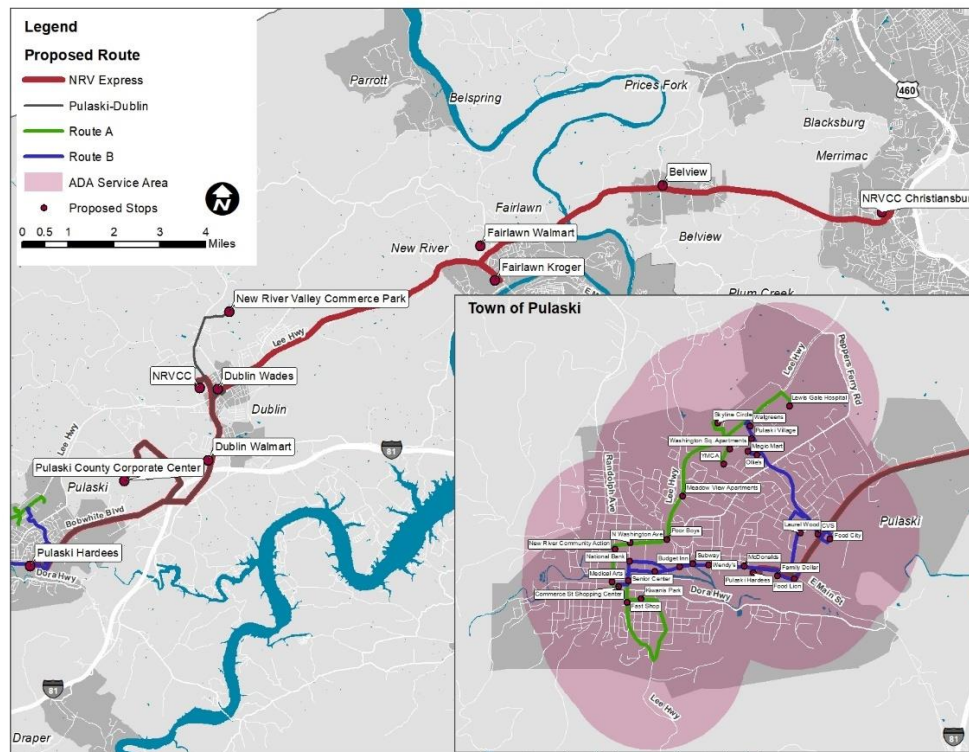 Legend
Proposed Route
NRV Express
Pulaski-Dublin
Route A
Route B
ADA Service Area
Proposed Stops
N
0 0.5 1 2 3 4
Miles
Parrott
Belspring
Prices Fork
460
Blacksburg
Merrimac
Belview
NRVCC Christiansburg
Fairlawn
Fairlawn Walmart
Belview
New River
Fairlawn Kroger
Plum Creek
New River Valley Commerce Park
Lee Hwy
NRVCC
Dublin Wades
Dublin
Lee Hwy
Dublin Walmart
81
Pulaski County Corporate Center
Pulaski
Bobwhite Blvd
Pulaski Hardees
Dora Hwy
81
Draper
Town of Pulaski
Lee Hwy
Peppers Ferry Rd
Lewis Gale Hospital
Skyline Circle
Walgreens
Pulaski Village
Washington Sq. Apartments
Magic Mart
YMCA
Ollie's
Randolph Ave
Lee Hwy
Meadow View Apartments
Laurel Wood
CVS
Food City
Pulaski
N Washington Ave
Poor Boys
New River Community Action
National Bank
Budget Inn
Subway
Wendy's
McDonalds
Family Dollar
Medical Arts
Senior Center
Pulaski Hardees
Food Lion
E Main St
Commerce St Shopping Center
Kiwanis Park
Dora Hwy
Fast Shop
Lee Hwy
81